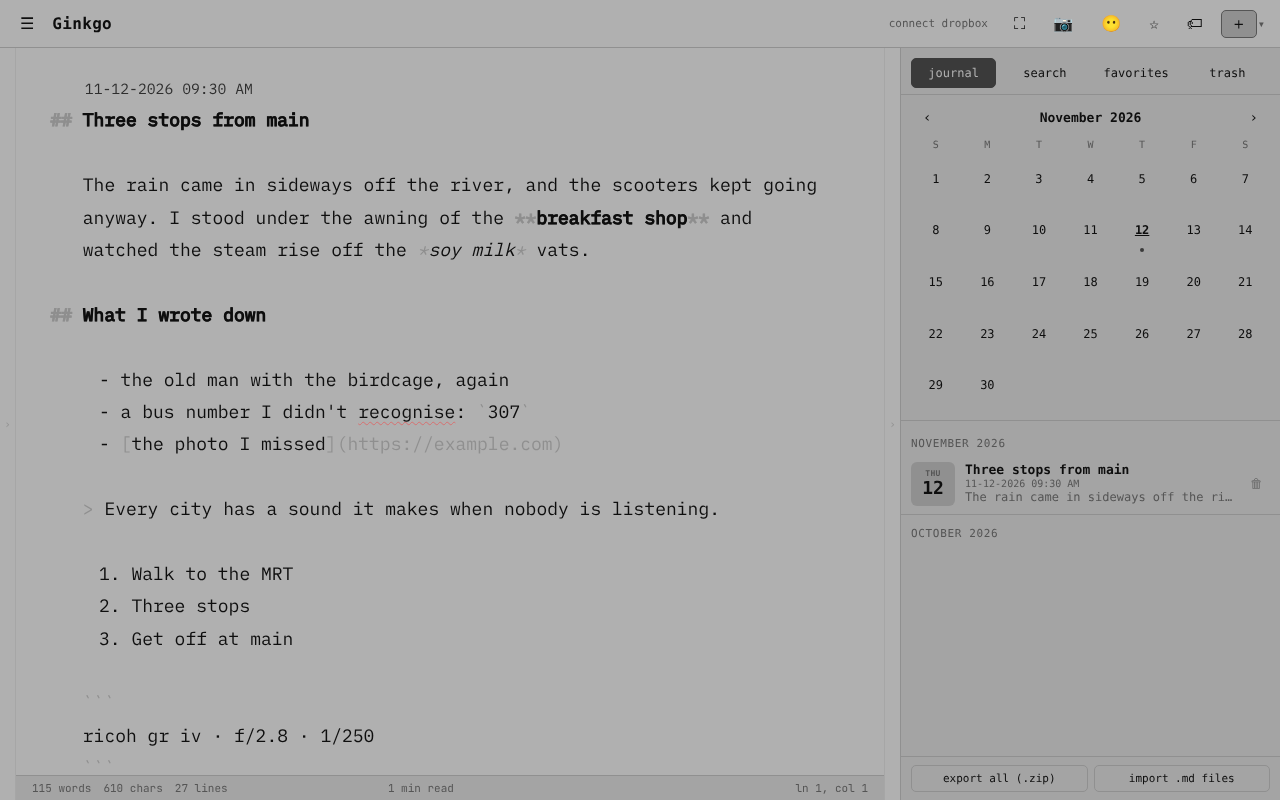 ☰ Ginkgo
connect dropbox
+ ▾
11-12-2026 09:30 AM
## Three stops from main
The rain came in sideways off the river, and the scooters kept going
anyway. I stood under the awning of the **breakfast shop** and
watched the steam rise off the *soy milk* vats.
## What I wrote down
- the old man with the birdcage, again
- a bus number I didn't recognise: `307`
- [the photo I missed](https://example.com)
> Every city has a sound it makes when nobody is listening.
1. Walk to the MRT
2. Three stops
3. Get off at main
```
ricoh gr iv · f/2.8 · 1/250
```
115 words 610 chars 27 lines
1 min read
ln 1, col 1
journal search favorites trash
‹ November 2026 ›
S M T W T F S
1 2 3 4 5 6 7
8 9 10 11 12 13 14
15 16 17 18 19 20 21
22 23 24 25 26 27 28
29 30
NOVEMBER 2026
THU
12
Three stops from main
11-12-2026 09:30 AM
The rain came in sideways off the ri…
OCTOBER 2026
export all (.zip) import .md files